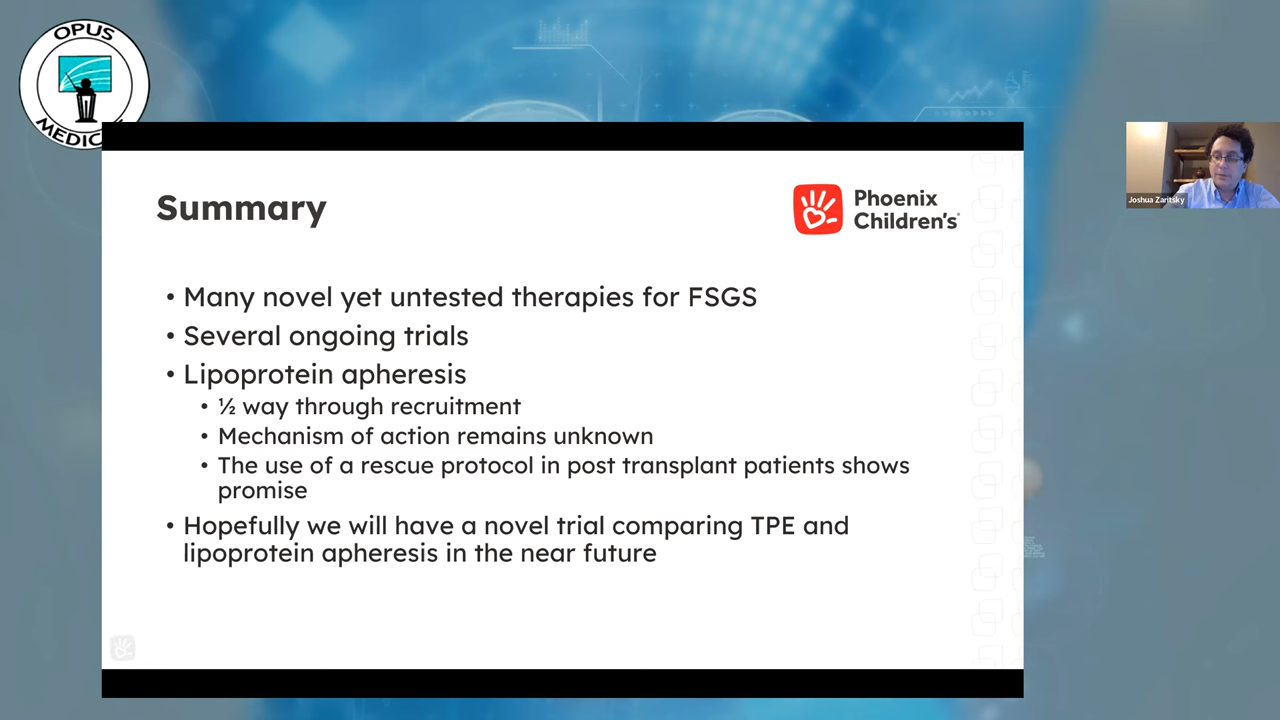 OPUS
MEDIC
Summary
Phoenix
Children's
• Many novel yet untested therapies for FSGS
• Several ongoing trials
• Lipoprotein apheresis
• ½ way through recruitment
• Mechanism of action remains unknown
• The use of a rescue protocol in post transplant patients shows
promise
• Hopefully we will have a novel trial comparing TPE and
lipoprotein apheresis in the near future
Joshua Zaritsky